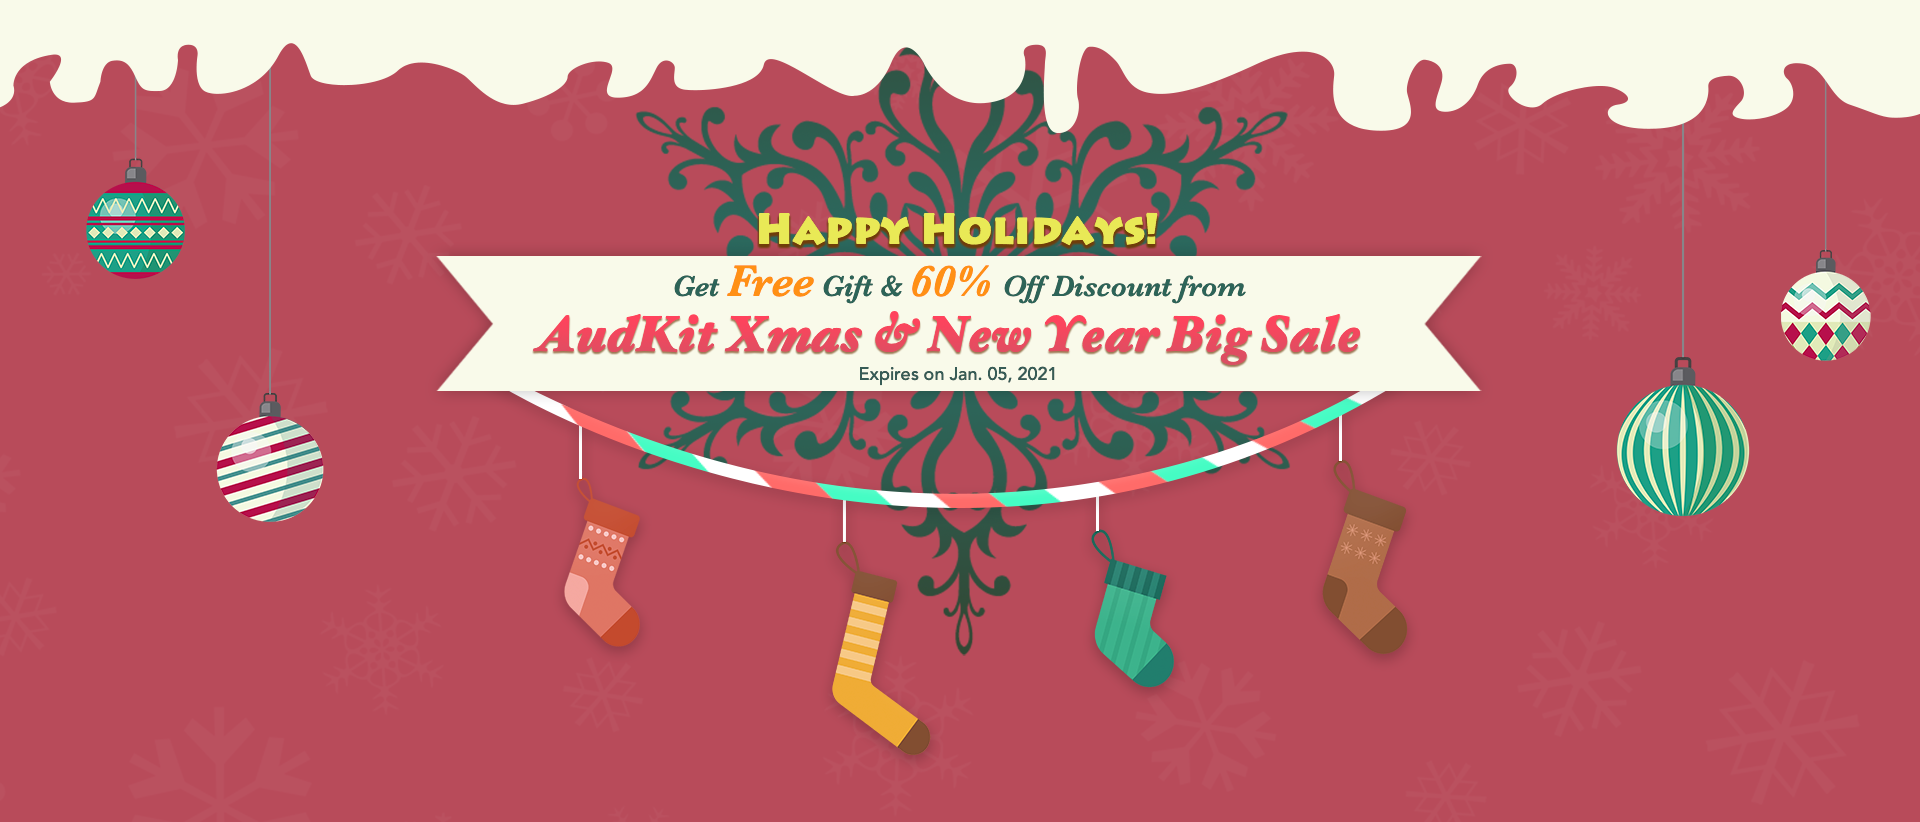 Happy Holidays!
Get Free Gift & 60% Off Discount from
AudKit Xmas & New Year Big Sale
Expires on Jan. 05, 2021